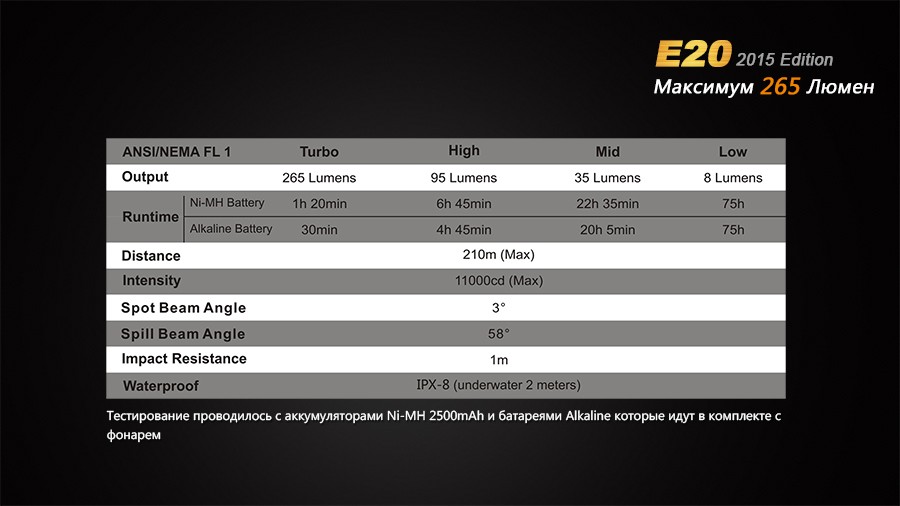 E20 2015 Edition
Максимум 265 Люмен
ANSI/NEMA FL 1 Turbo High Mid Low
Output 265 Lumens 95 Lumens 35 Lumens 8 Lumens
Runtime Ni-MH Battery 1h 20min 6h 45min 22h 35min 75h
Alkaline Battery 30min 4h 45min 20h 5min 75h
Distance 210m (Max)
Intensity 11000cd (Max)
Spot Beam Angle 3°
Spill Beam Angle 58°
Impact Resistance 1m
Waterproof IPX-8 (underwater 2 meters)
Тестирование проводилось с аккумуляторами Ni-MH 2500mAh и батареями Alkaline которые идут в комплекте с
фонарем